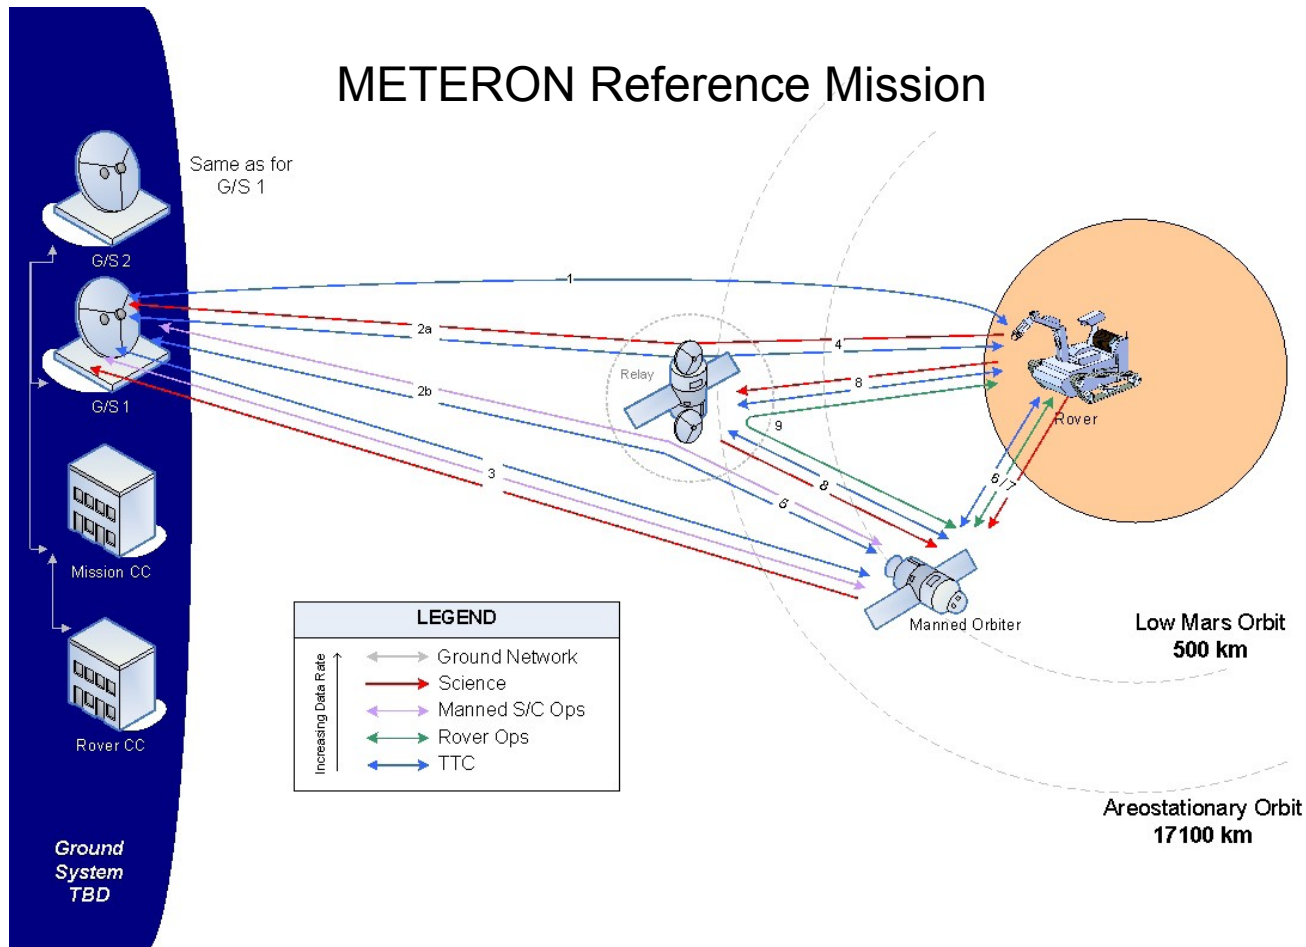 METERON Reference Mission
Same as for
G/S 1
G/S 2
1
2a
4
Relay
8
G/S 1
2b
9
Rover
3
8
6 / 7
5
Mission CC
Manned Orbiter
Low Mars Orbit
500 km
LEGEND
Increasing Data Rate
Ground Network
Science
Manned S/C Ops
Rover Ops
TTC
Rover CC
Areostationary Orbit
17100 km
Ground
System
TBD